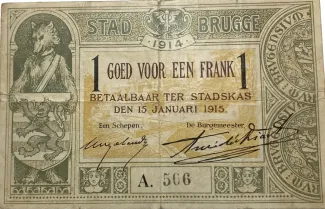 STAD BRUGGE
1914
1 GOED VOOR EEN FRANK 1
BETAALBAAR TER STADSKAS
DEN 15 JANUARI 1915.
Een Schepen, De Burgemeester,
A. 506